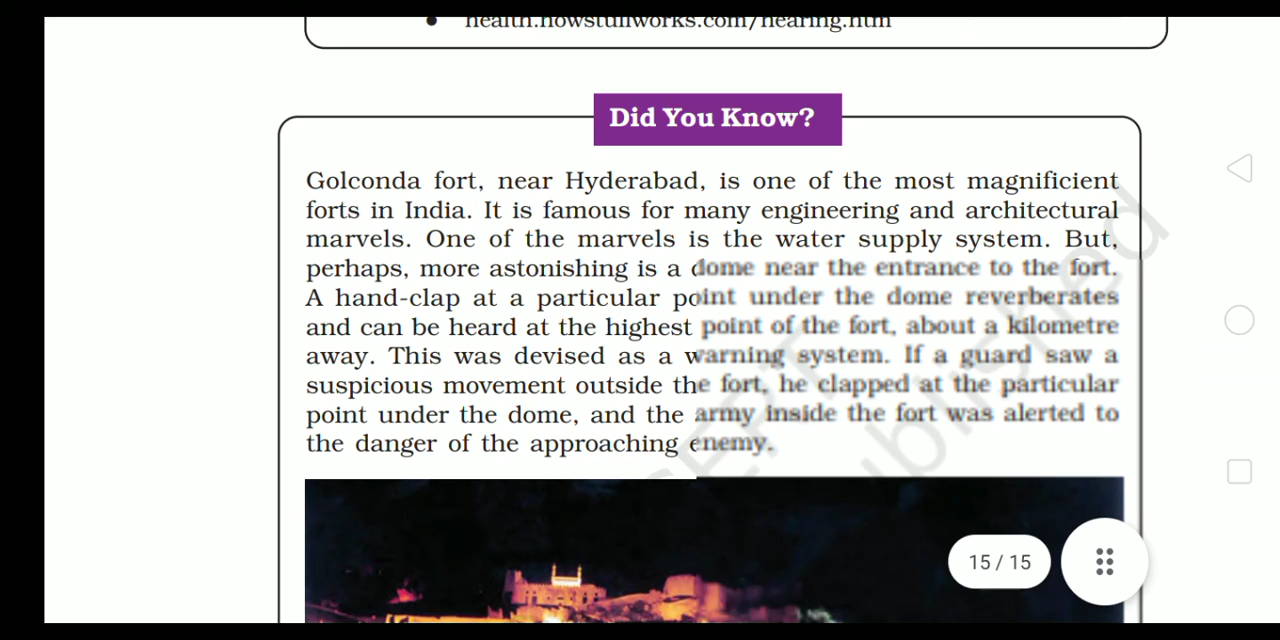 health.howstuffworks.com/hearing.htm
Did You Know?
Golconda fort, near Hyderabad, is one of the most magnificient
forts in India. It is famous for many engineering and architectural
marvels. One of the marvels is the water supply system. But,
perhaps, more astonishing is a dome near the entrance to the fort.
A hand-clap at a particular point under the dome reverberates
and can be heard at the highest point of the fort, about a kilometre
away. This was devised as a warning system. If a guard saw a
suspicious movement outside the fort, he clapped at the particular
point under the dome, and the army inside the fort was alerted to
the danger of the approaching enemy.
15 / 15